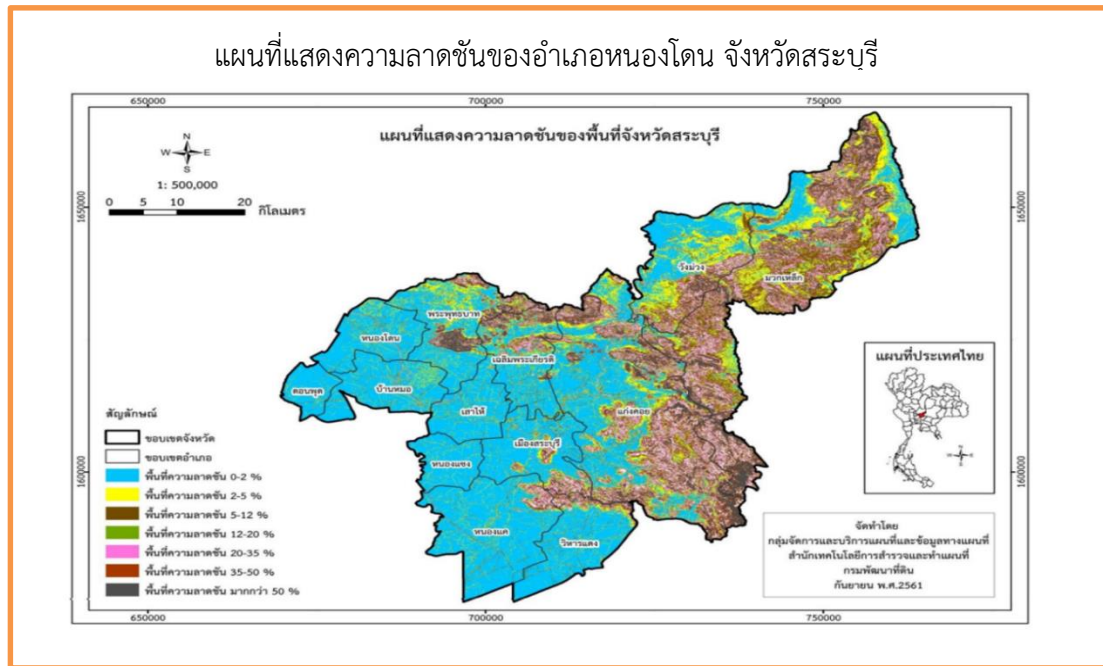 แผนที่แสดงความลาดชันของอำเภอหนองโดน จังหวัดสระบุรี
650000
700000
750000
แผนที่แสดงความลาดชันของพื้นที่จังหวัดสระบุรี
N
W E
S
1: 500,000
0 5 10 20 กิโลเมตร
1650000
1650000
วังม่วง
มวกเหล็ก
พระพุทธบาท
หนองโดน
เฉลิมพระเกียรติ
บ้านหมอ
ดอนพุด
เสาไห้
แก่งคอย
เมืองสระบุรี
หนองแซง
หนองแค
วิหารแดง
แผนที่ประเทศไทย
สัญลักษณ์
ขอบเขตจังหวัด
ขอบเขตอำเภอ
พื้นที่ความลาดชัน 0-2 %
พื้นที่ความลาดชัน 2-5 %
พื้นที่ความลาดชัน 5-12 %
พื้นที่ความลาดชัน 12-20 %
พื้นที่ความลาดชัน 20-35 %
พื้นที่ความลาดชัน 35-50 %
พื้นที่ความลาดชัน มากกว่า 50 %
1600000
1600000
จัดทำโดย
กลุ่มจัดการและบริการแผนที่และข้อมูลทางแผนที่
สำนักเทคโนโลยีการสำรวจและทำแผนที่
กรมพัฒนาที่ดิน
กันยายน พ.ศ.2561
650000
700000
750000